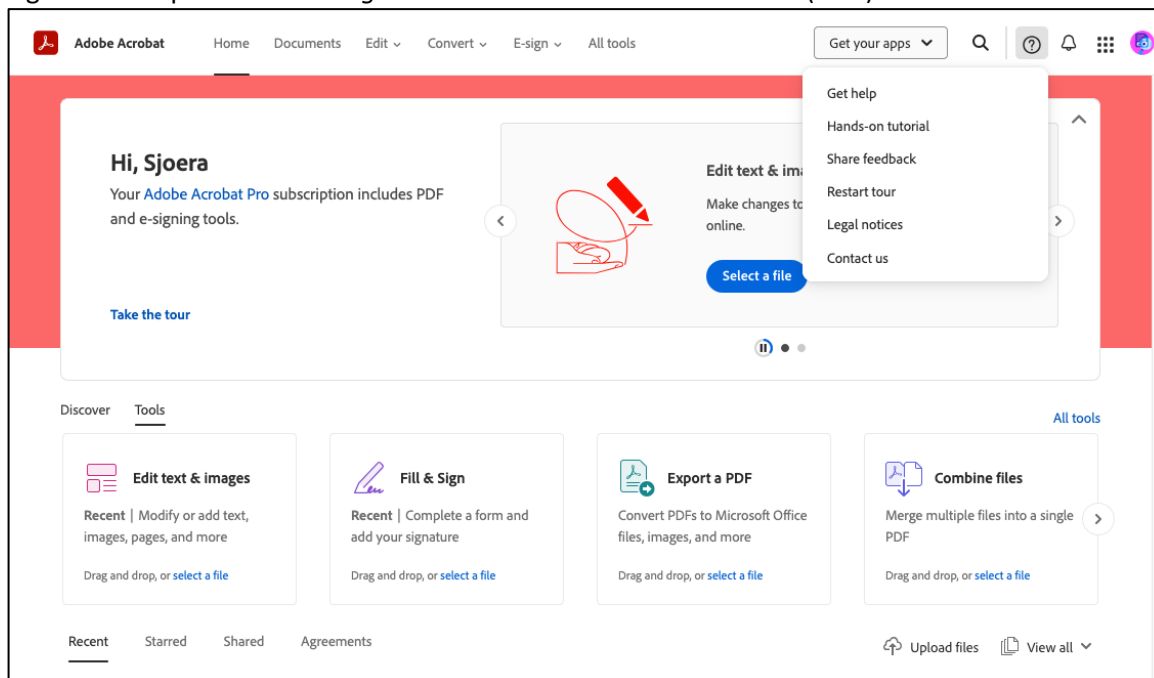 Adobe Acrobat Home Documents Edit Convert E-sign All tools Get your apps
Get help
Hands-on tutorial
Share feedback
Restart tour
Legal notices
Contact us
Hi, Sjoera
Your Adobe Acrobat Pro subscription includes PDF
and e-signing tools.
Take the tour
Edit text &
Make changes to
online.
Select a file
Discover Tools
All tools
Edit text & images
Recent | Modify or add text,
images, pages, and more
Drag and drop, or select a file
Fill & Sign
Recent | Complete a form and
add your signature
Drag and drop, or select a file
Export a PDF
Convert PDFs to Microsoft Office
files, images, and more
Drag and drop, or select a file
Combine files
Merge multiple files into a single
PDF
Drag and drop, or select a file
Recent Starred Shared Agreements
Upload files View all